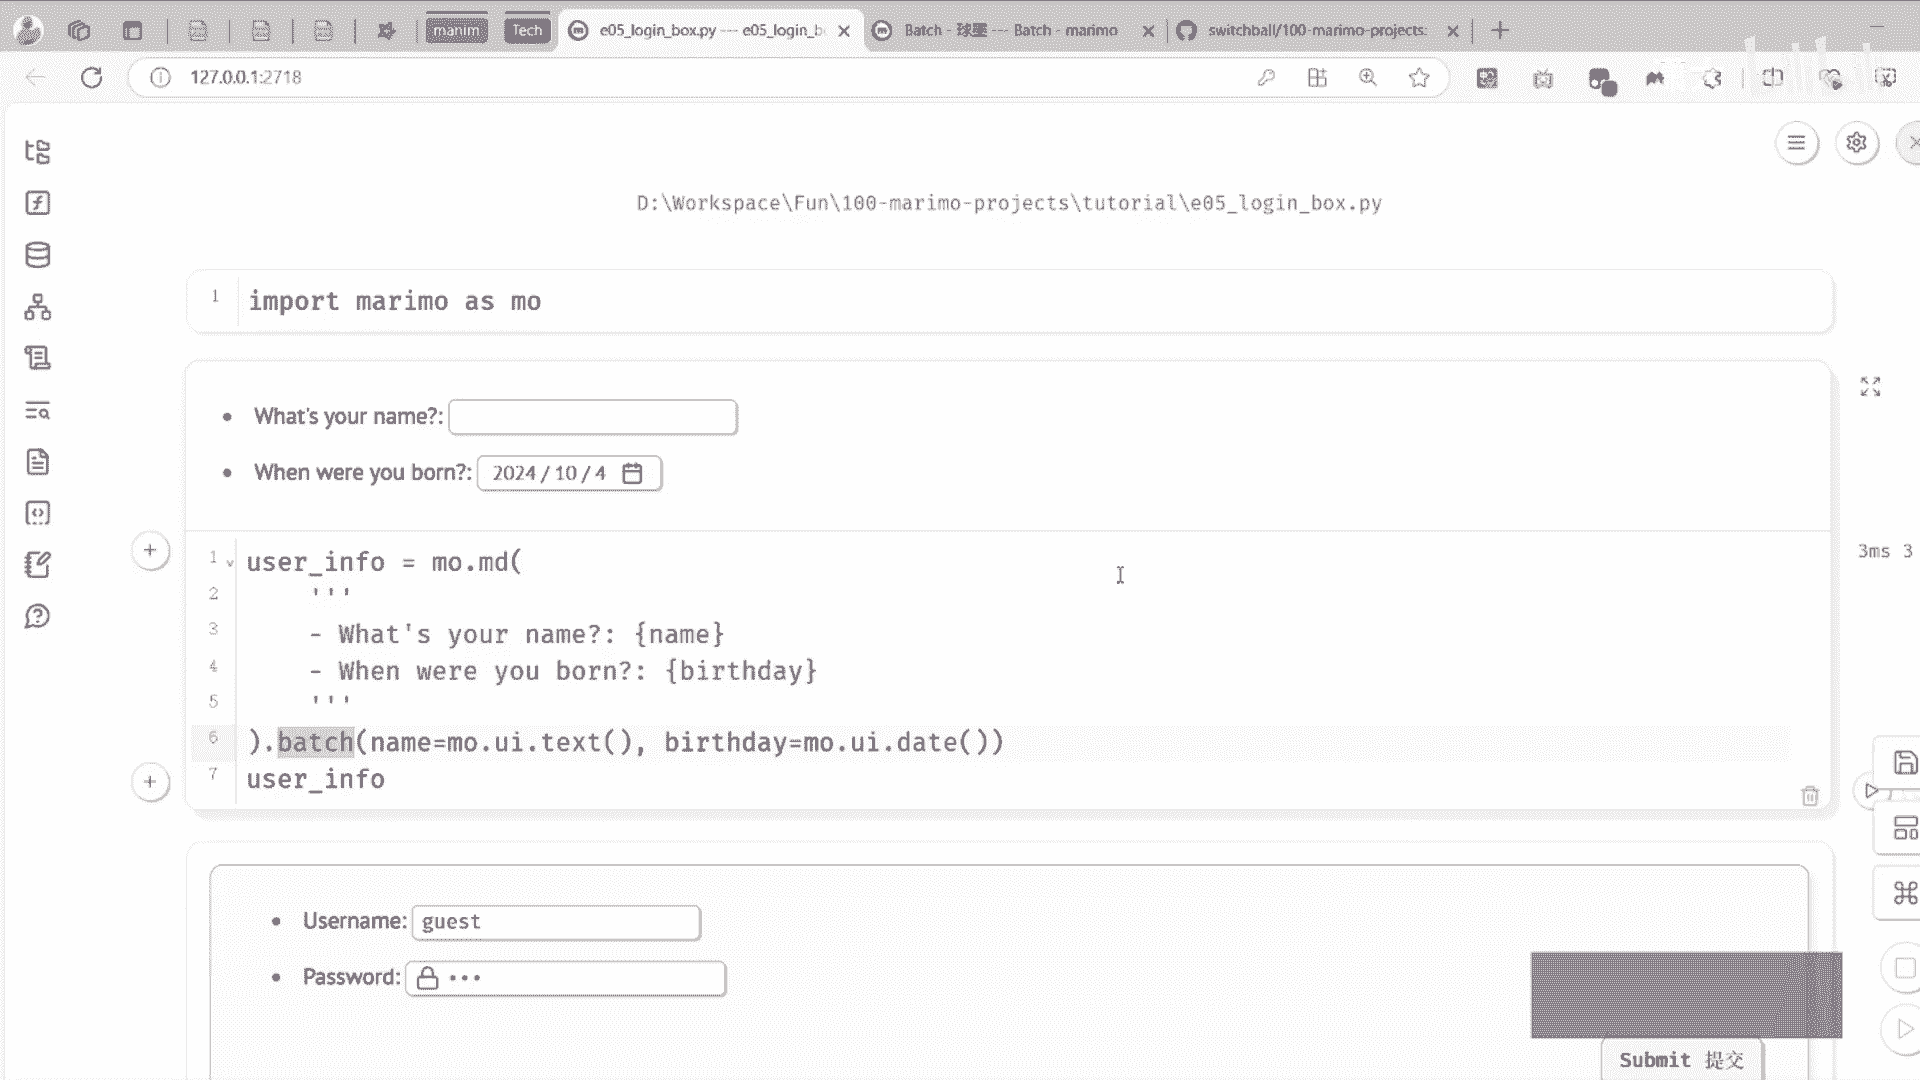 manim
Tech
e05_login_box.py — e05_login_b
Batch - 球墨 — Batch - marimo
switchball/100-marimo-projects:
127.0.0.1:2718
D:\Workspace\Fun\100-marimo-projects\tutorial\e05_login_box.py
1 import marimo as mo
What's your name?:
When were you born?: 2024 / 10 / 4
1 user_info = mo.md(
3ms 3
2 '''
3 - What's your name?: {name}
4 - When were you born?: {birthday}
5 '''
6 ).batch(name=mo.ui.text(), birthday=mo.ui.date())
7 user_info
Username: guest
Password: •••
Submit 提交